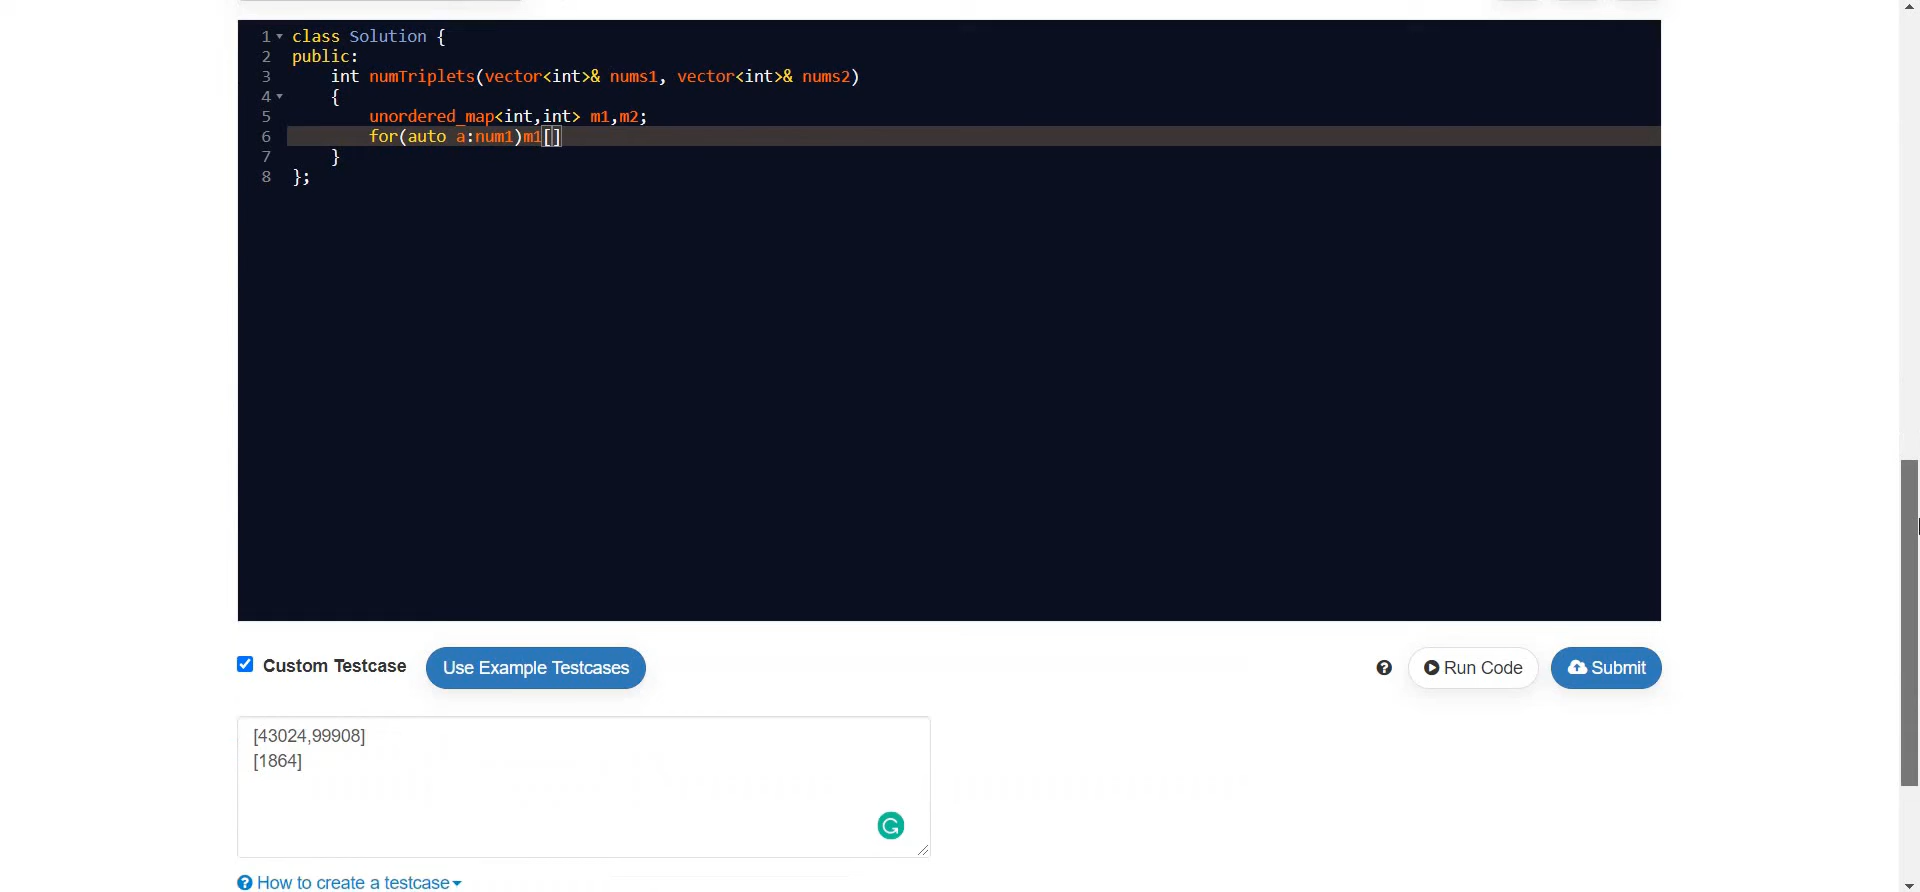 1 class Solution {
2 public:
3 int numTriplets(vector<int>& nums1, vector<int>& nums2)
4 {
5 unordered_map<int,int> m1,m2;
6 for(auto a:num1)m1[]
7 }
8 };
Custom Testcase Use Example Testcases Run Code Submit
[43024,99908]
[1864]
How to create a testcase